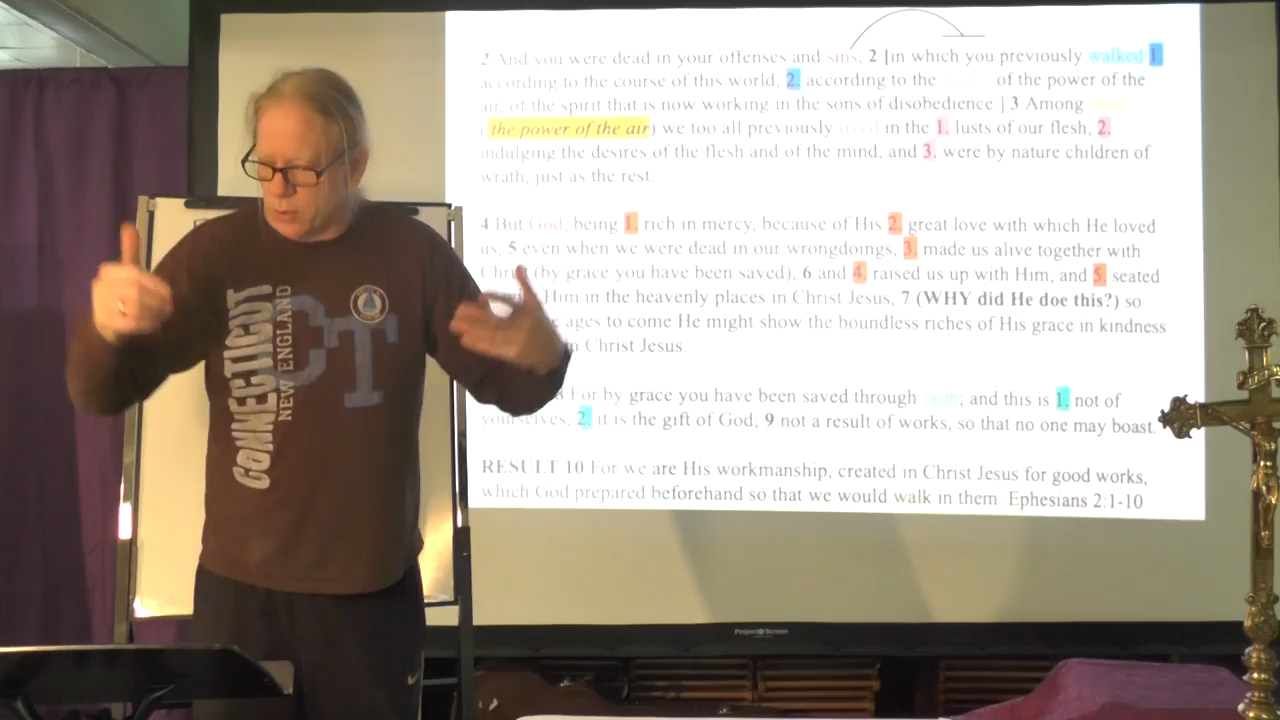 2 And you were dead in your offenses and sins, 2 [in which you previously walked 1.
according to the course of this world, 2. according to the of the power of the
air, of the spirit that is now working in the sons of disobedience.] 3 Among
(the power of the air) we too all previously lived in the 1. lusts of our flesh, 2.
indulging the desires of the flesh and of the mind, and 3. were by nature children of
wrath, just as the rest.
4 But God, being 1. rich in mercy, because of His 2. great love with which He loved
us, 5 even when we were dead in our wrongdoings, 3. made us alive together with
Christ (by grace you have been saved), 6 and 4. raised us up with Him, and 5. seated
Him in the heavenly places in Christ Jesus, 7 (WHY did He doe this?) so
ages to come He might show the boundless riches of His grace in kindness
Christ Jesus.
8 For by grace you have been saved through faith; and this is 1. not of
yourselves, 2. it is the gift of God; 9 not a result of works, so that no one may boast.
RESULT 10 For we are His workmanship, created in Christ Jesus for good works,
which God prepared beforehand so that we would walk in them. Ephesians 2:1-10
CONNECTICUT
NEW ENGLAND
CT
Project Screen